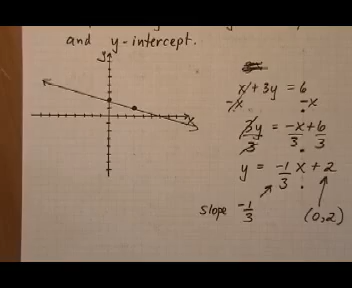 and y-intercept.
y
x
x + 3y = 6
-x -x
3y/3 = -x/3 + 6/3
y = -1/3 x + 2
slope -1/3 (0,2)